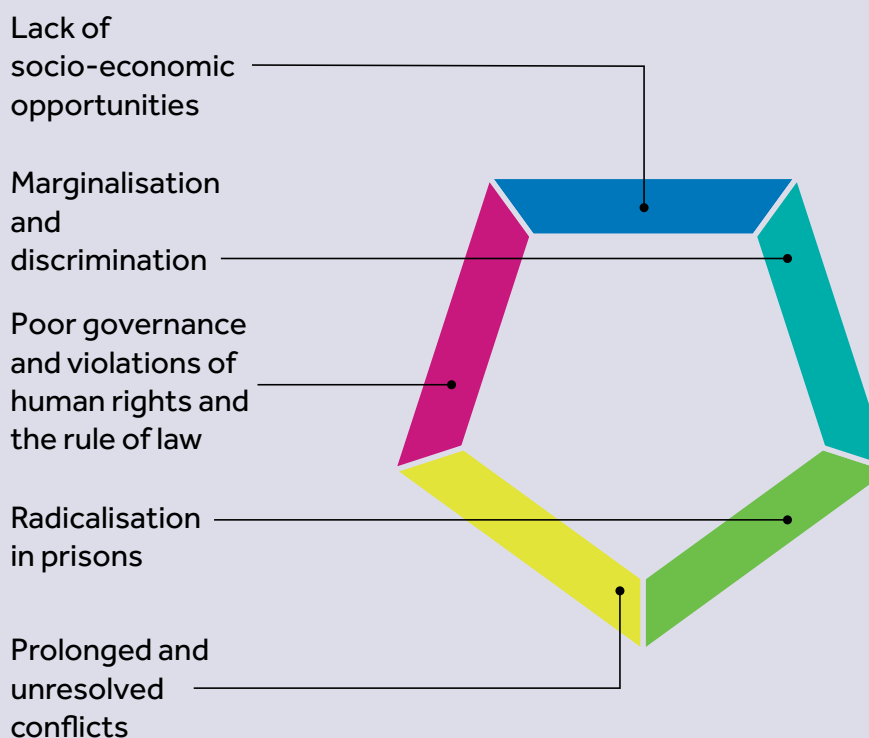 Lack of
socio-economic
opportunities
Marginalisation
and
discrimination
Poor governance
and violations of
human rights and
the rule of law
Radicalisation
in prisons
Prolonged and
unresolved
conflicts